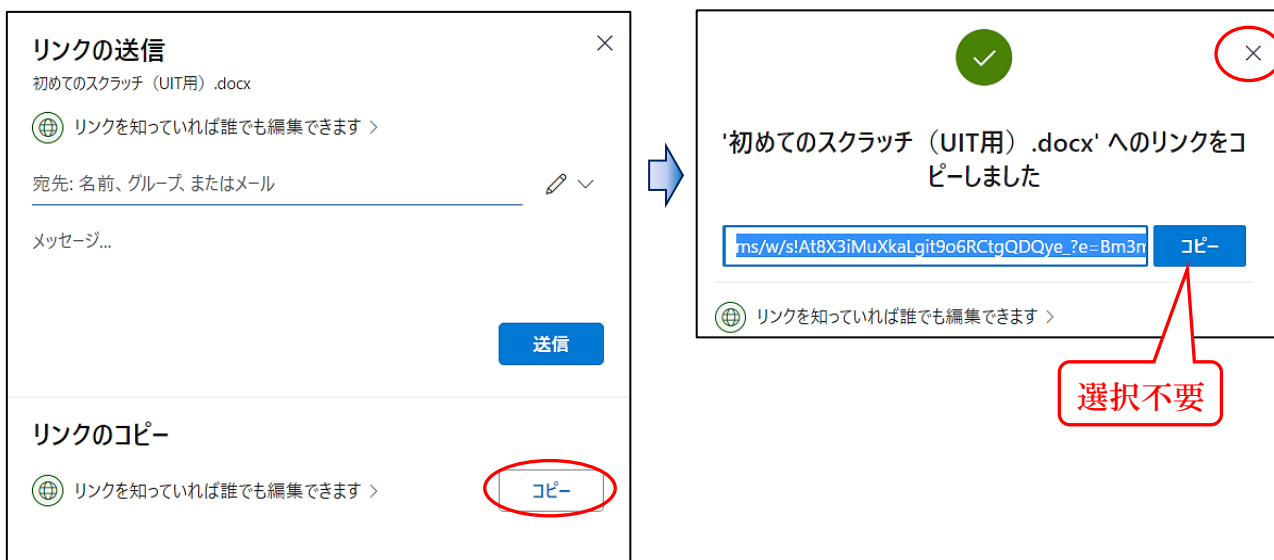 リンクの送信
初めてのスクラッチ（UIT用）.docx
リンクを知っていれば誰でも編集できます >
宛先: 名前、グループ、またはメール
メッセージ...
送信
リンクのコピー
リンクを知っていれば誰でも編集できます >
コピー
'初めてのスクラッチ（UIT用）.docx' へのリンクをコ
ピーしました
ms/w/s!At8X3iMuXkaLgit9o6RCtgQDQye_?e=Bm3m
コピー
リンクを知っていれば誰でも編集できます >
選択不要